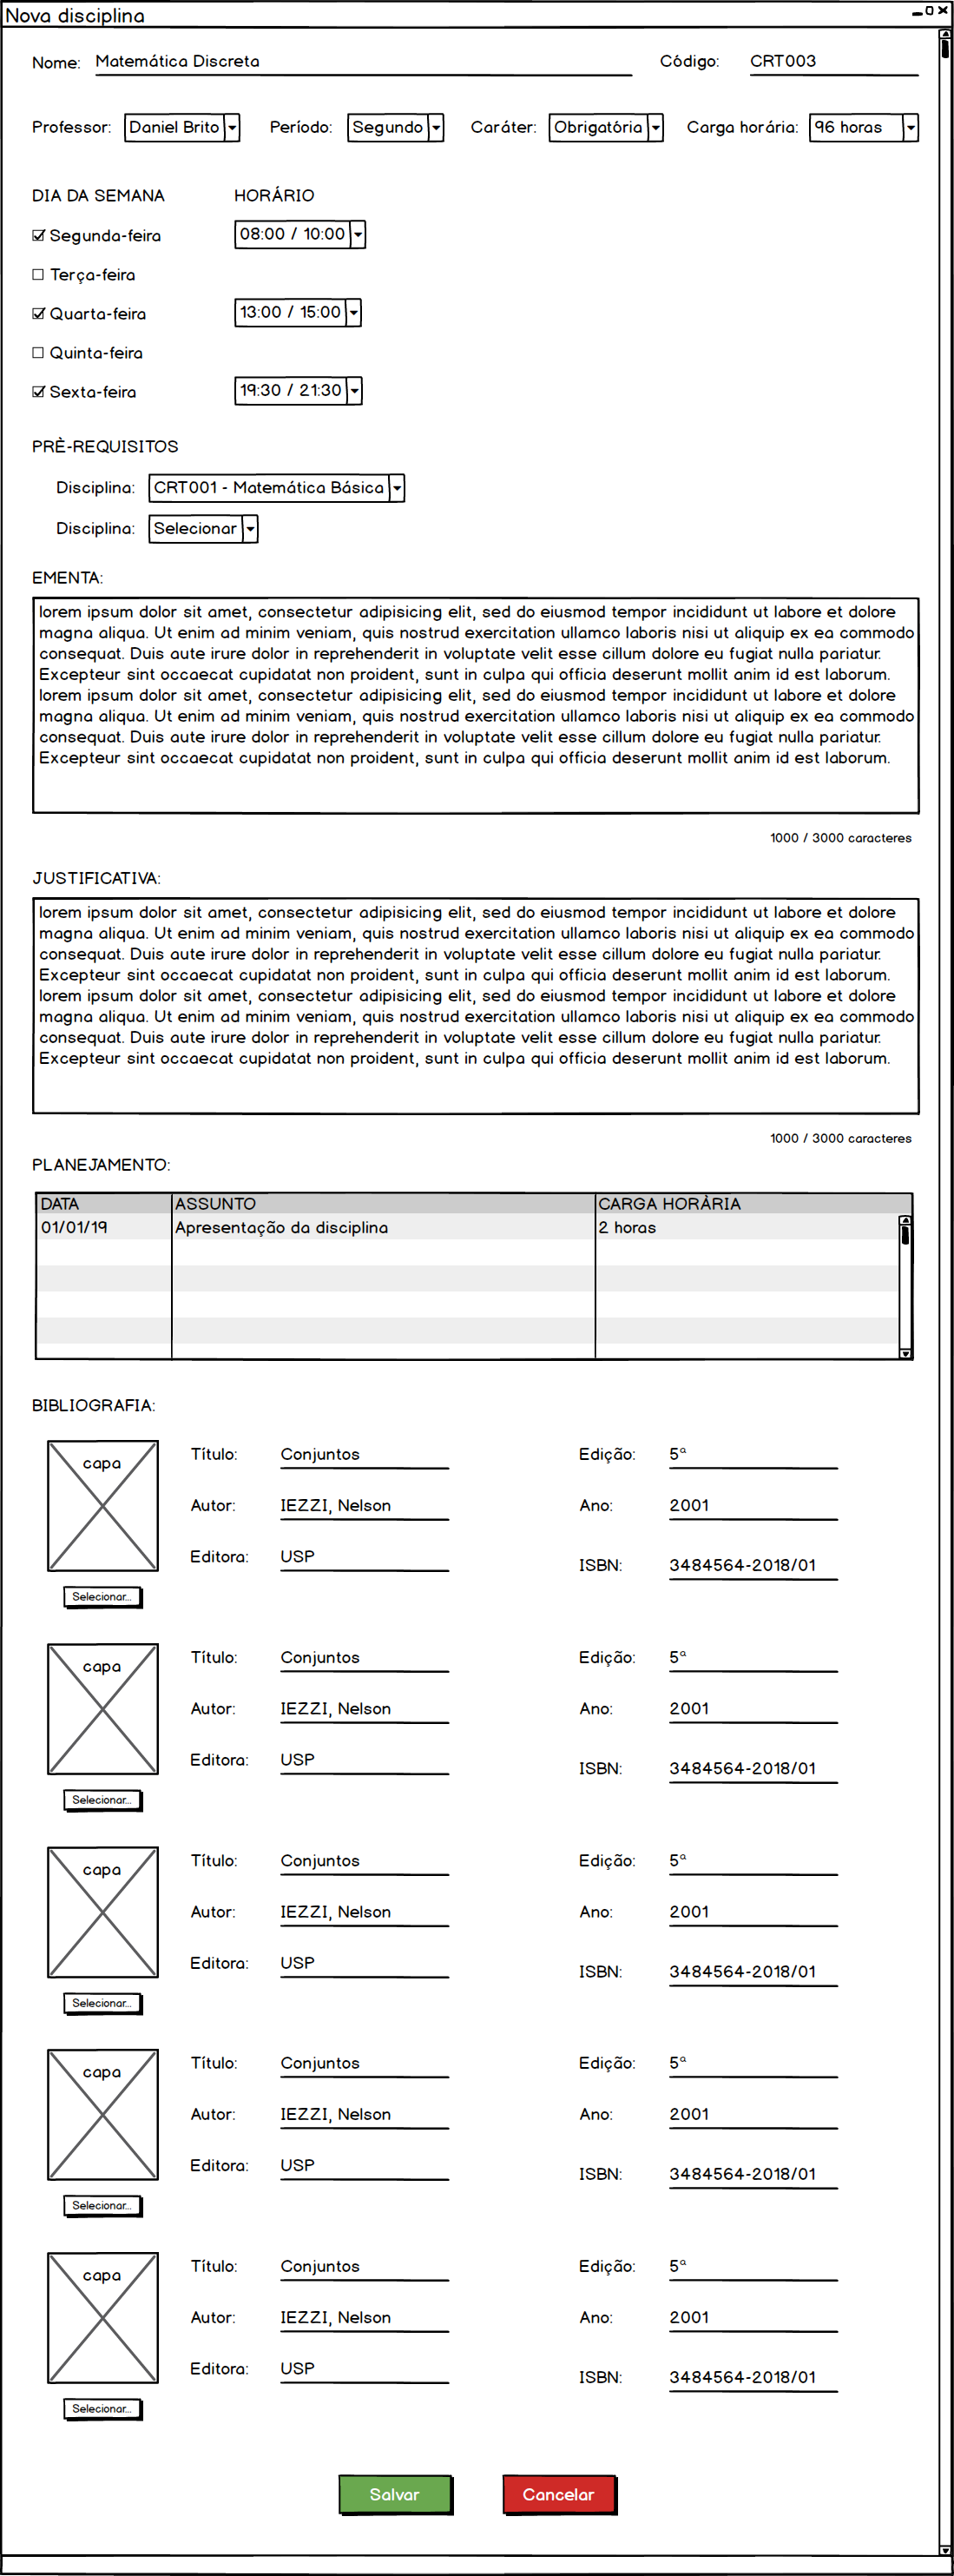 Nova disciplina
Nome: Matemática Discreta Código: CRT003
Professor: Daniel Brito Período: Segundo Caráter: Obrigatória Carga horária: 96 horas
DIA DA SEMANA HORÁRIO
Segunda-feira 08:00 / 10:00
Terça-feira
Quarta-feira 13:00 / 15:00
Quinta-feira
Sexta-feira 19:30 / 21:30
PRÈ-REQUISITOS
Disciplina: CRT001 - Matemática Básica
Disciplina: Selecionar
EMENTA:
lorem ipsum dolor sit amet, consectetur adipisicing elit, sed do eiusmod tempor incididunt ut labore et dolore
magna aliqua. Ut enim ad minim veniam, quis nostrud exercitation ullamco laboris nisi ut aliquip ex ea commodo
consequat. Duis aute irure dolor in reprehenderit in voluptate velit esse cillum dolore eu fugiat nulla pariatur.
Excepteur sint occaecat cupidatat non proident, sunt in culpa qui officia deserunt mollit anim id est laborum.
lorem ipsum dolor sit amet, consectetur adipisicing elit, sed do eiusmod tempor incididunt ut labore et dolore
magna aliqua. Ut enim ad minim veniam, quis nostrud exercitation ullamco laboris nisi ut aliquip ex ea commodo
consequat. Duis aute irure dolor in reprehenderit in voluptate velit esse cillum dolore eu fugiat nulla pariatur.
Excepteur sint occaecat cupidatat non proident, sunt in culpa qui officia deserunt mollit anim id est laborum.
1000 / 3000 caracteres
JUSTIFICATIVA:
lorem ipsum dolor sit amet, consectetur adipisicing elit, sed do eiusmod tempor incididunt ut labore et dolore
magna aliqua. Ut enim ad minim veniam, quis nostrud exercitation ullamco laboris nisi ut aliquip ex ea commodo
consequat. Duis aute irure dolor in reprehenderit in voluptate velit esse cillum dolore eu fugiat nulla pariatur.
Excepteur sint occaecat cupidatat non proident, sunt in culpa qui officia deserunt mollit anim id est laborum.
lorem ipsum dolor sit amet, consectetur adipisicing elit, sed do eiusmod tempor incididunt ut labore et dolore
magna aliqua. Ut enim ad minim veniam, quis nostrud exercitation ullamco laboris nisi ut aliquip ex ea commodo
consequat. Duis aute irure dolor in reprehenderit in voluptate velit esse cillum dolore eu fugiat nulla pariatur.
Excepteur sint occaecat cupidatat non proident, sunt in culpa qui officia deserunt mollit anim id est laborum.
1000 / 3000 caracteres
PLANEJAMENTO:
DATA ASSUNTO CARGA HORÀRIA
01/01/19 Apresentação da disciplina 2 horas
BIBLIOGRAFIA:
capa Título: Conjuntos Edição: 5ª
Autor: IEZZI, Nelson Ano: 2001
Editora: USP ISBN: 3484564-2018/01
Selecionar...
capa Título: Conjuntos Edição: 5ª
Autor: IEZZI, Nelson Ano: 2001
Editora: USP ISBN: 3484564-2018/01
Selecionar...
capa Título: Conjuntos Edição: 5ª
Autor: IEZZI, Nelson Ano: 2001
Editora: USP ISBN: 3484564-2018/01
Selecionar...
capa Título: Conjuntos Edição: 5ª
Autor: IEZZI, Nelson Ano: 2001
Editora: USP ISBN: 3484564-2018/01
Selecionar...
capa Título: Conjuntos Edição: 5ª
Autor: IEZZI, Nelson Ano: 2001
Editora: USP ISBN: 3484564-2018/01
Selecionar...
Salvar Cancelar